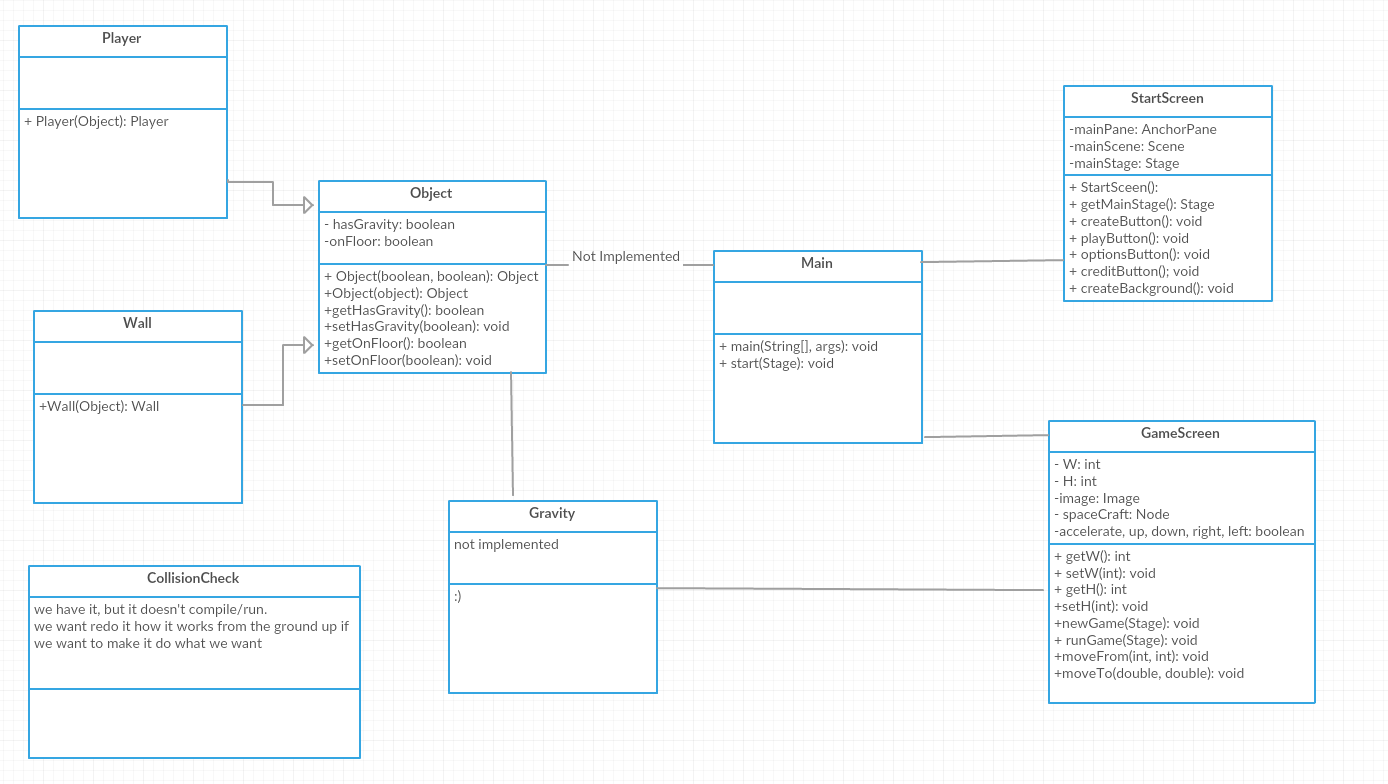 Player
+ Player(Object): Player
Wall
+Wall(Object): Wall
CollisionCheck
we have it, but it doesn't compile/run.
we want redo it how it works from the ground up if
we want to make it do what we want
Object
- hasGravity: boolean
-onFloor: boolean
+ Object(boolean, boolean): Object
+Object(object): Object
+getHasGravity(): boolean
+setHasGravity(boolean): void
+getOnFloor(): boolean
+setOnFloor(boolean): void
Not Implemented
Gravity
not implemented
:)
Main
+ main(String[], args): void
+ start(Stage): void
StartScreen
-mainPane: AnchorPane
-mainScene: Scene
-mainStage: Stage
+ StartSceen():
+ getMainStage(): Stage
+ createButton(): void
+ playButton(): void
+ optionsButton(): void
+ creditButton(); void
+ createBackground(): void
GameScreen
- W: int
- H: int
-image: Image
- spaceCraft: Node
-accelerate, up, down, right, left: boolean
+ getW(): int
+ setW(int): void
+ getH(): int
+setH(int): void
+newGame(Stage): void
+ runGame(Stage): void
+moveFrom(int, int): void
+moveTo(double, double): void